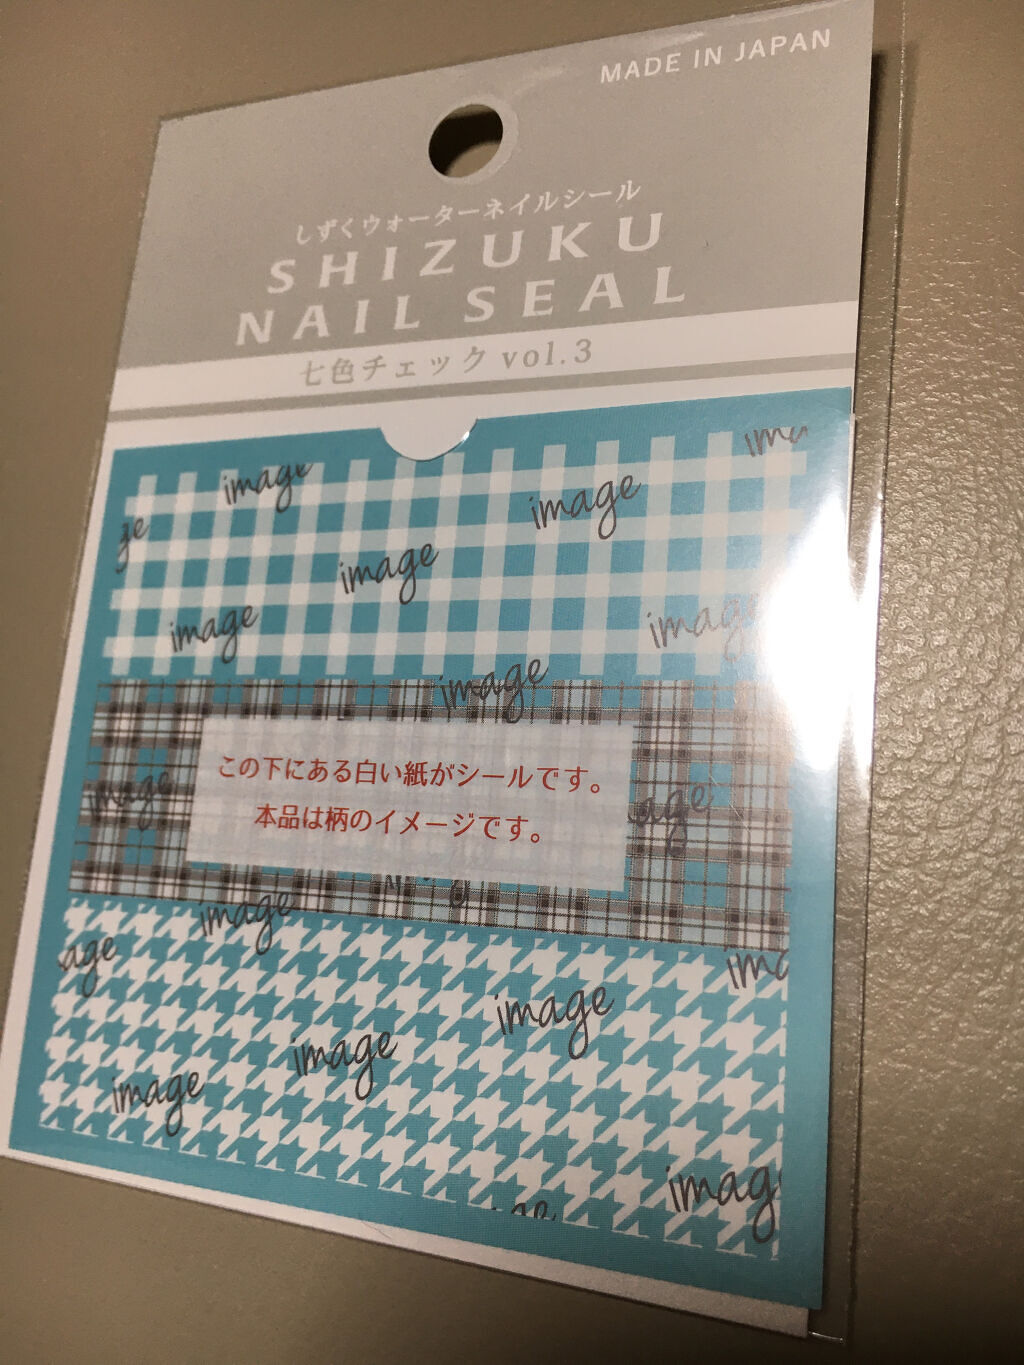 MADE IN JAPAN
しずくウォーターネイルシール
SHIZUKU
NAIL SEAL
七色チェック vol.3
image
image
image
image
image
image
この下にある白い紙がシールです。
本品は柄のイメージです。
image
image
image
image
image